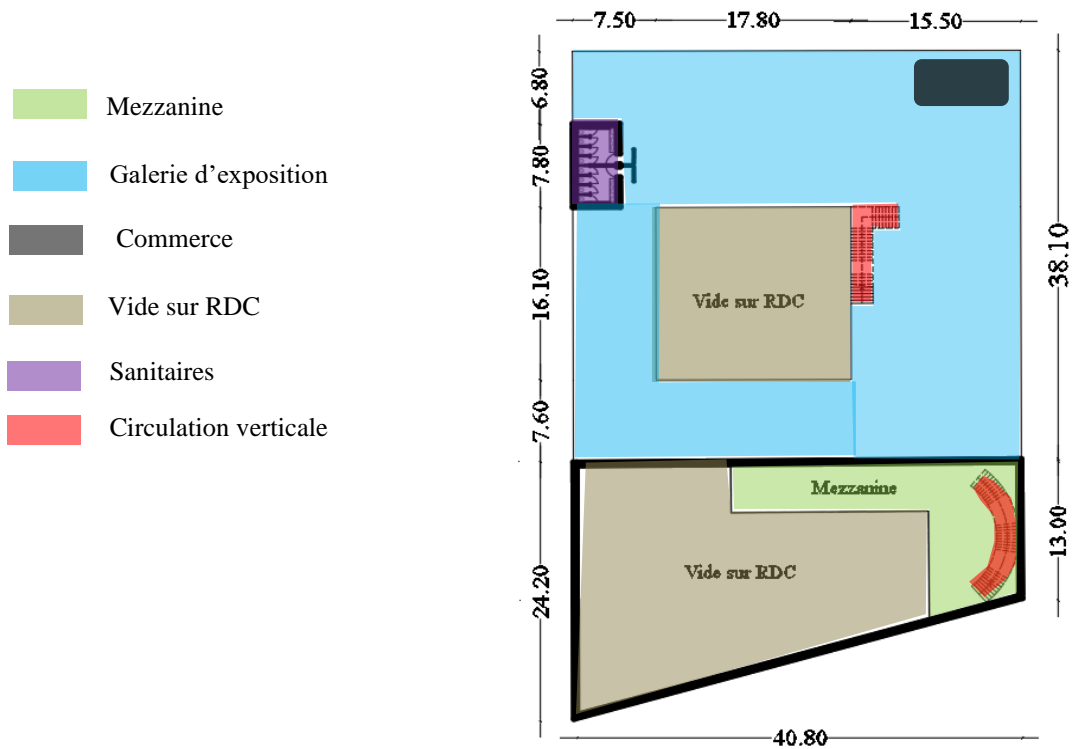 7.50 17.80 15.50
Mezzanine
Galerie d'exposition
Commerce
Vide sur RDC
Sanitaires
Circulation verticale
6.80
7.80
16.10
7.60
24.20
38.10
13.00
Vide sur RDC
Mezzanine
Vide sur RDC
40.80